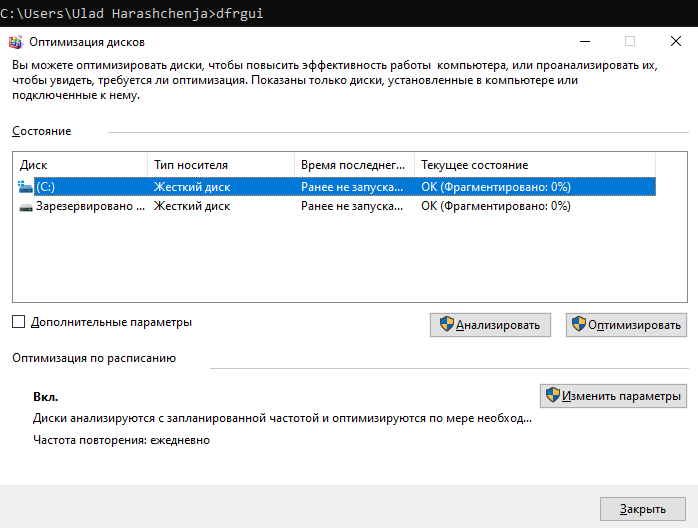 C:\Users\Ulad Harashchenja>dfrgui
Оптимизация дисков
Вы можете оптимизировать диски, чтобы повысить эффективность работы  компьютера, или проанализировать их,
чтобы увидеть, требуется ли оптимизация. Показаны только диски, установленные в компьютере или
подключенные к нему.
Состояние
Диск Тип носителя Время последнег... Текущее состояние
(C:) Жесткий диск Ранее не запуска... ОК (Фрагментировано: 0%)
Зарезервировано ... Жесткий диск Ранее не запуска... ОК (Фрагментировано: 0%)
Дополнительные параметры Анализировать Оптимизировать
Оптимизация по расписанию
Вкл. Изменить параметры
Диски анализируются с запланированной частотой и оптимизируются по мере необход...
Частота повторения: ежедневно
Закрыть